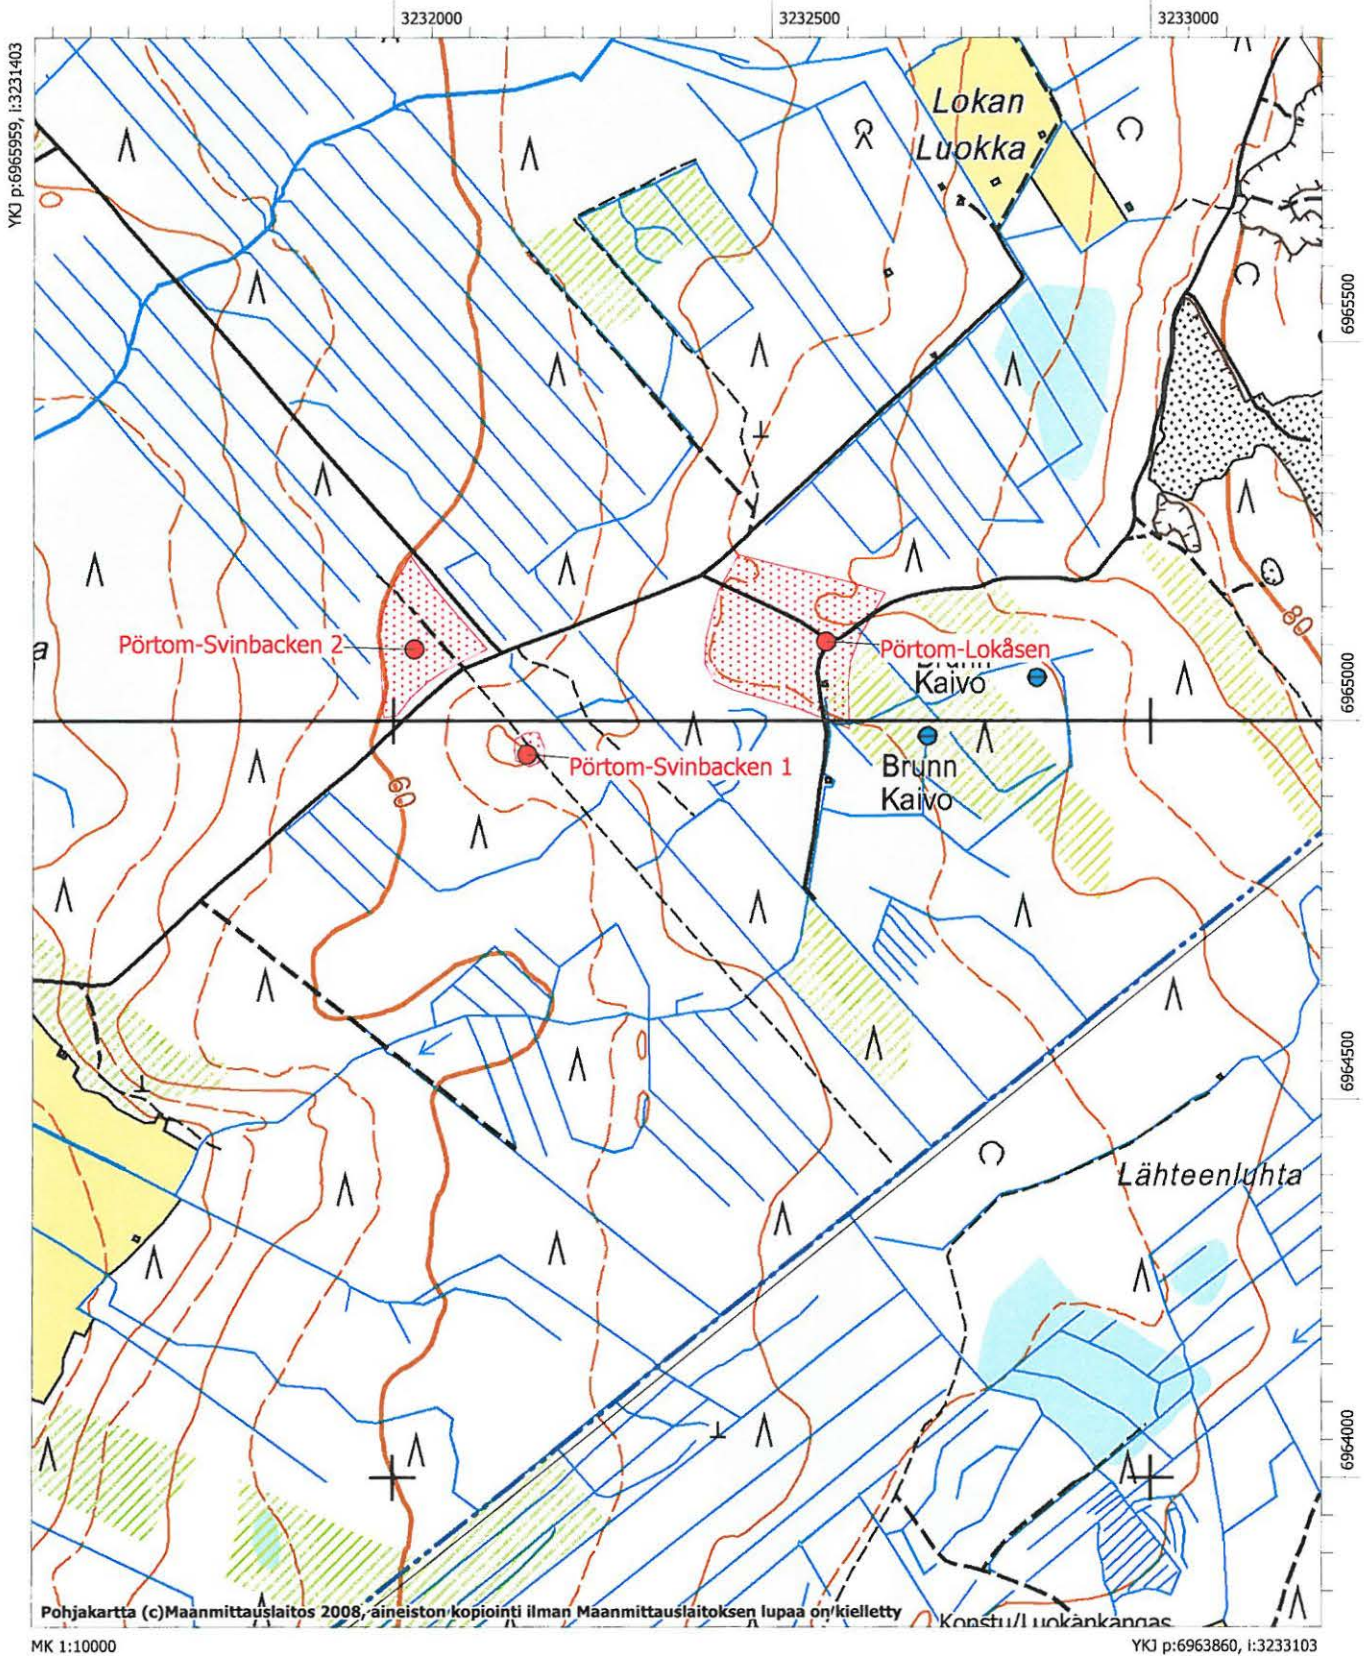 3232000
3232500
3233000
YKJ p:6965959, i:3231403
Lokan
Luokka
6965500
80
Pörtom-Svinbacken 2
a
Pörtom-Lokåsen
Brunn
Kaivo
6965000
Pörtom-Svinbacken 1
60
Brunn
Kaivo
6964500
Lähteenluhta
6964000
Pohjakartta (c)Maanmittauslaitos 2008, aineiston kopiointi ilman Maanmittauslaitoksen lupaa on kielletty
Konstu/Luokankangas
MK 1:10000
YKJ p:6963860, i:3233103